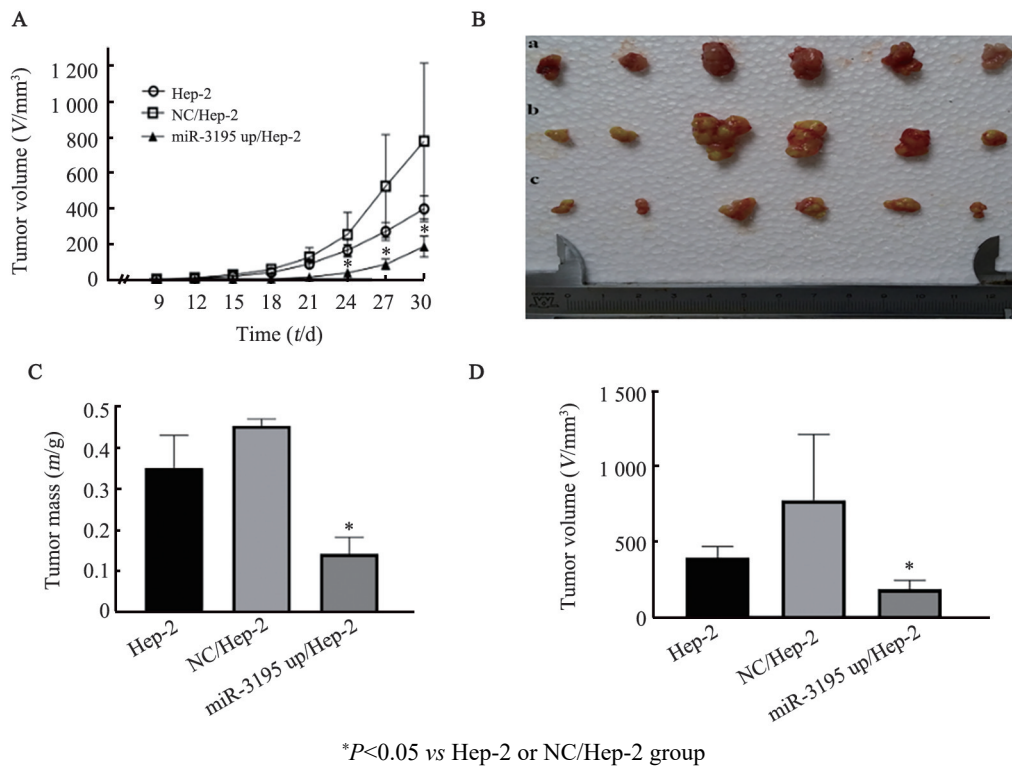 A
Tumor volume (V/mm³)
1 200
1 000
800
600
400
200
0
Hep-2
NC/Hep-2
miR-3195 up/Hep-2
*
*
*
9 12 15 18 21 24 27 30
Time (t/d)
B
a
b
c
C
Tumor mass (m/g)
0.5
0.4
0.3
0.2
0.1
0
*
Hep-2
NC/Hep-2
miR-3195 up/Hep-2
D
Tumor volume (V/mm³)
1 500
1 000
500
0
*
Hep-2
NC/Hep-2
miR-3195 up/Hep-2
*P<0.05 vs Hep-2 or NC/Hep-2 group